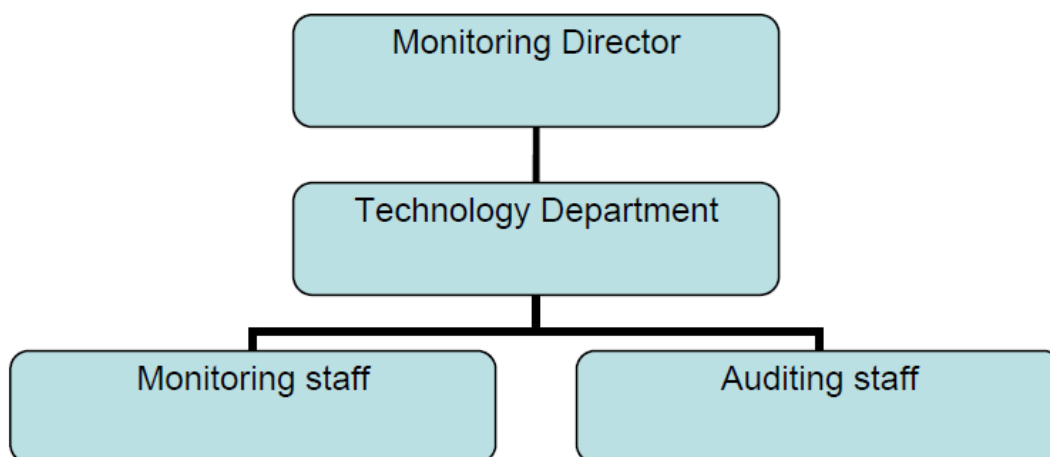 Monitoring Director
Technology Department
Monitoring staff
Auditing staff